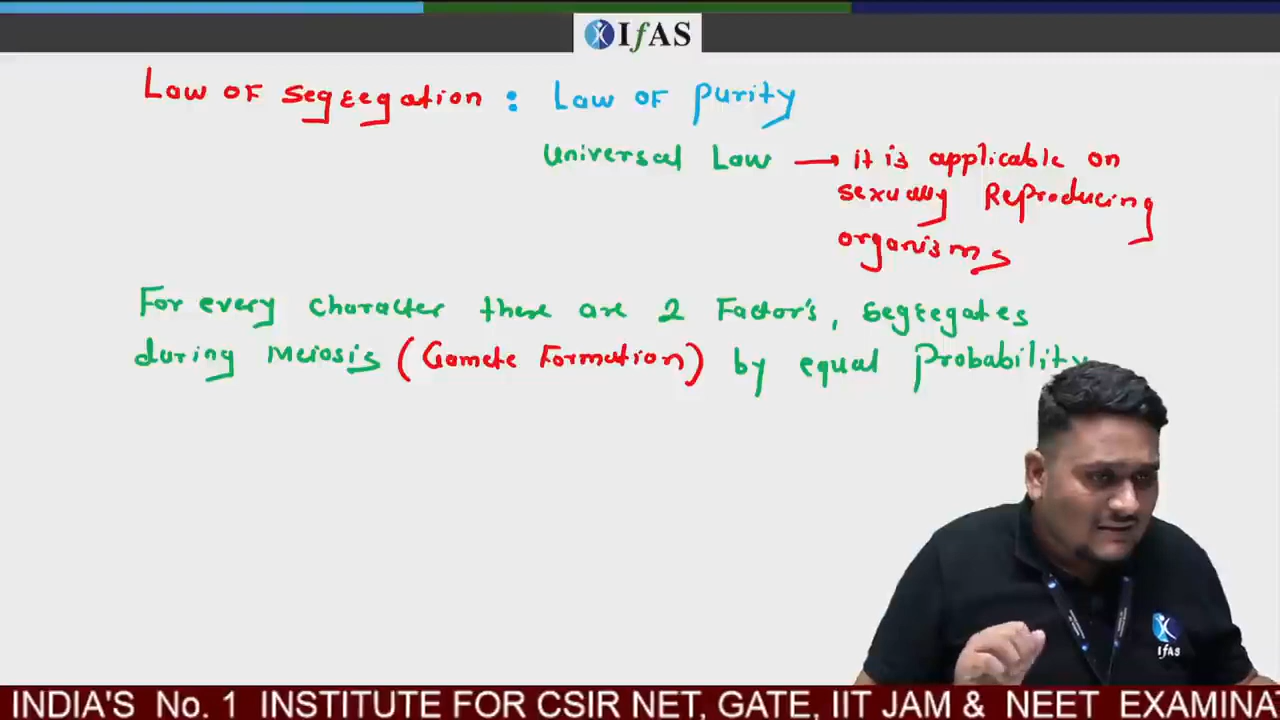 IfAS
Law of segregation : Law of purity
Universal Law → it is applicable on
sexually Reproducing
organisms
For every character there are 2 Factor's, segregates
during Meiosis (Gamete Formation) by equal Probability
IfAS
INDIA'S No. 1 INSTITUTE FOR CSIR NET, GATE, IIT JAM & NEET EXAMINA